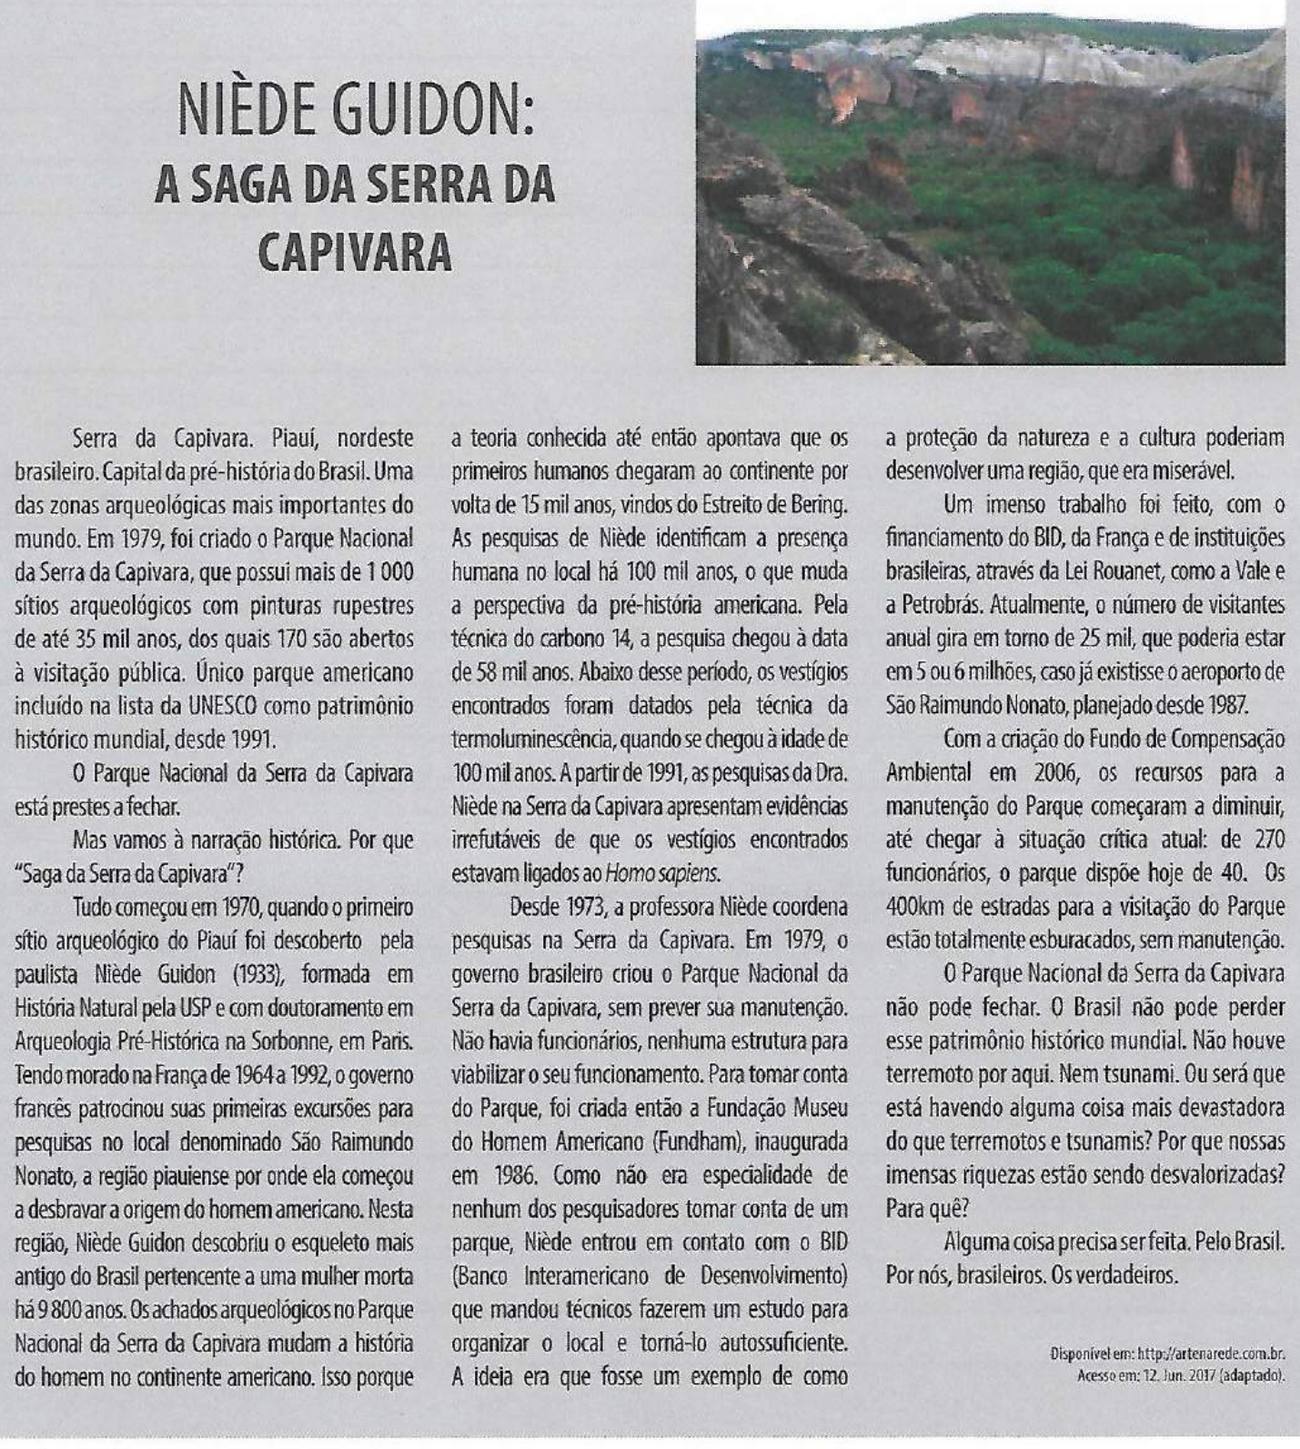 NIÈDE GUIDON:
A SAGA DA SERRA DA
CAPIVARA
Serra da Capivara. Piauí, nordeste
brasileiro. Capital da pré-história do Brasil. Uma
das zonas arqueológicas mais importantes do
mundo. Em 1979, foi criado o Parque Nacional
da Serra da Capivara, que possui mais de 1 000
sítios arqueológicos com pinturas rupestres
de até 35 mil anos, dos quais 170 são abertos
à visitação pública. Único parque americano
incluído na lista da UNESCO como patrimônio
histórico mundial, desde 1991.
O Parque Nacional da Serra da Capivara
está prestes a fechar.
Mas vamos à narração histórica. Por que
“Saga da Serra da Capivara”?
Tudo começou em 1970, quando o primeiro
sítio arqueológico do Piauí foi descoberto pela
paulista Niède Guidon (1933), formada em
História Natural pela USP e com doutoramento em
Arqueologia Pré-Histórica na Sorbonne, em Paris.
Tendo morado na França de 1964 a 1992, o governo
francês patrocinou suas primeiras excursões para
pesquisas no local denominado São Raimundo
Nonato, a região piauiense por onde ela começou
a desbravar a origem do homem americano. Nesta
região, Niède Guidon descobriu o esqueleto mais
antigo do Brasil pertencente a uma mulher morta
há 9 800 anos. Os achados arqueológicos no Parque
Nacional da Serra da Capivara mudam a história
do homem no continente americano. Isso porque
a teoria conhecida até então apontava que os
primeiros humanos chegaram ao continente por
volta de 15 mil anos, vindos do Estreito de Bering.
As pesquisas de Niède identificam a presença
humana no local há 100 mil anos, o que muda
a perspectiva da pré-história americana. Pela
técnica do carbono 14, a pesquisa chegou à data
de 58 mil anos. Abaixo desse período, os vestígios
encontrados foram datados pela técnica da
termoluminescência, quando se chegou à idade de
100 mil anos. A partir de 1991, as pesquisas da Dra.
Niède na Serra da Capivara apresentam evidências
irrefutáveis de que os vestígios encontrados
estavam ligados ao Homo sapiens.
Desde 1973, a professora Niède coordena
pesquisas na Serra da Capivara. Em 1979, o
governo brasileiro criou o Parque Nacional da
Serra da Capivara, sem prever sua manutenção.
Não havia funcionários, nenhuma estrutura para
viabilizar o seu funcionamento. Para tomar conta
do Parque, foi criada então a Fundação Museu
do Homem Americano (Fundham), inaugurada
em 1986. Como não era especialidade de
nenhum dos pesquisadores tomar conta de um
parque, Niède entrou em contato com o BID
(Banco Interamericano de Desenvolvimento)
que mandou técnicos fazerem um estudo para
organizar o local e torná-lo autossuficiente.
A ideia era que fosse um exemplo de como
a proteção da natureza e a cultura poderiam
desenvolver uma região, que era miserável.
Um imenso trabalho foi feito, com o
financiamento do BID, da França e de instituições
brasileiras, através da Lei Rouanet, como a Vale e
a Petrobrás. Atualmente, o número de visitantes
anual gira em torno de 25 mil, que poderia estar
em 5 ou 6 milhões, caso já existisse o aeroporto de
São Raimundo Nonato, planejado desde 1987.
Com a criação do Fundo de Compensação
Ambiental em 2006, os recursos para a
manutenção do Parque começaram a diminuir,
até chegar à situação crítica atual: de 270
funcionários, o parque dispõe hoje de 40. Os
400km de estradas para a visitação do Parque
estão totalmente esburacados, sem manutenção.
O Parque Nacional da Serra da Capivara
não pode fechar. O Brasil não pode perder
esse patrimônio histórico mundial. Não houve
terremoto por aqui. Nem tsunami. Ou será que
está havendo alguma coisa mais devastadora
do que terremotos e tsunamis? Por que nossas
imensas riquezas estão sendo desvalorizadas?
Para quê?
Alguma coisa precisa ser feita. Pelo Brasil.
Por nós, brasileiros. Os verdadeiros.
Disponível em: http://artenarede.com.br.
Acesso em: 12. Jun. 2017 (adaptado).